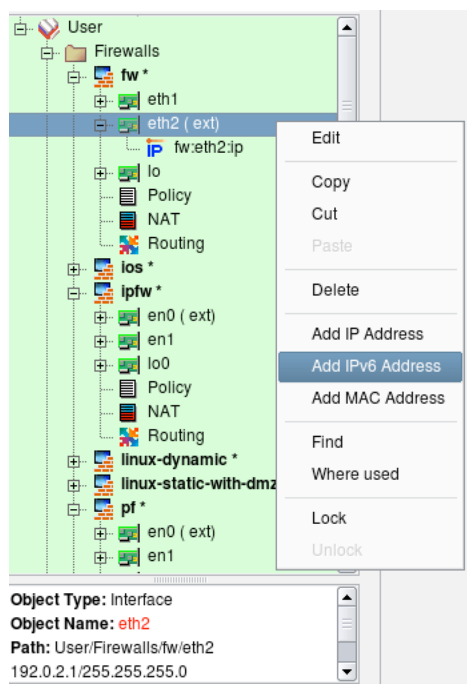 User
Firewalls
fw *
eth1
eth2 ( ext)
IP fw:eth2:ip
lo
Policy
NAT
Routing
ios *
ipfw *
en0 ( ext)
en1
lo0
Policy
NAT
Routing
linux-dynamic *
linux-static-with-dmz
pf *
en0 ( ext)
en1
Edit
Copy
Cut
Paste
Delete
Add IP Address
Add IPv6 Address
Add MAC Address
Find
Where used
Lock
Unlock
Object Type: Interface
Object Name: eth2
Path: User/Firewalls/fw/eth2
192.0.2.1/255.255.255.0